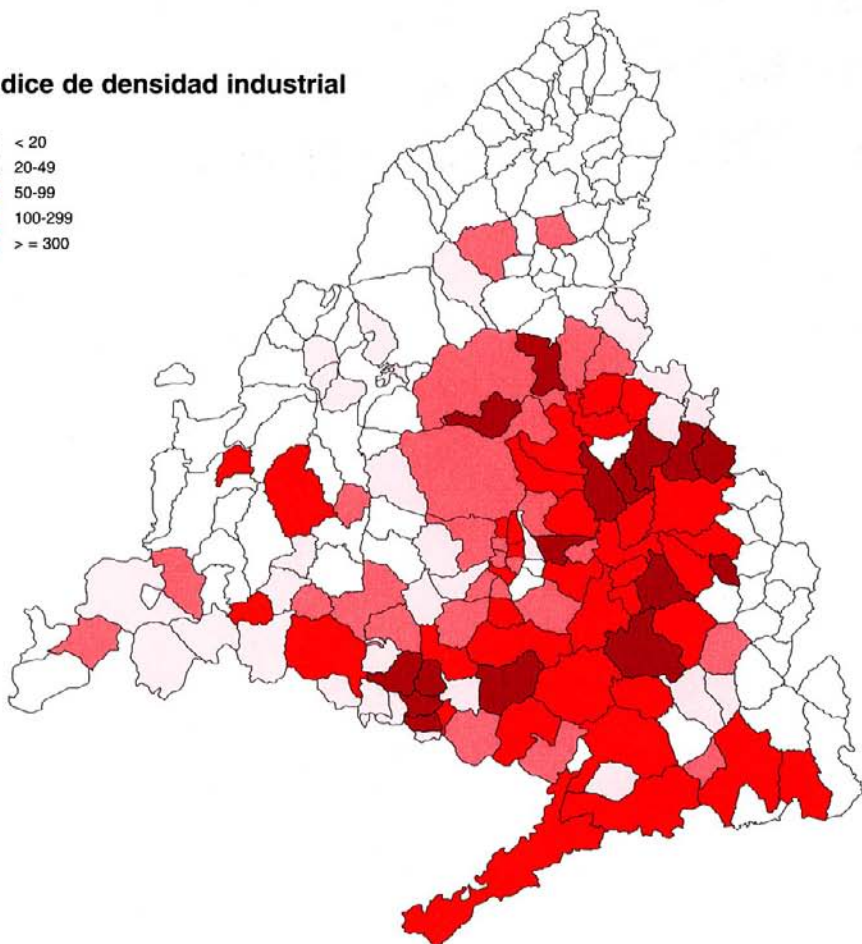 dice de densidad industrial
< 20
20-49
50-99
100-299
> = 300